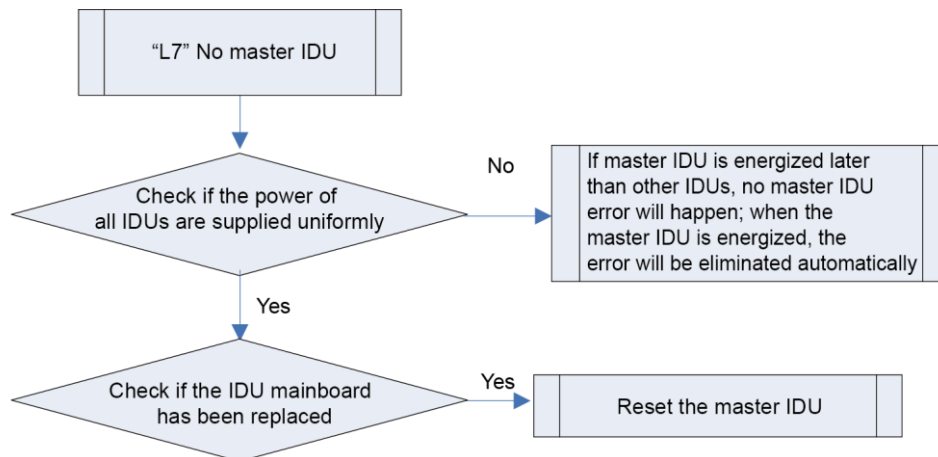 “L7” No master IDU
Check if the power of
all IDUs are supplied uniformly
No
If master IDU is energized later
than other IDUs, no master IDU
error will happen; when the
master IDU is energized, the
error will be eliminated automatically
Yes
Check if the IDU mainboard
has been replaced
Yes
Reset the master IDU